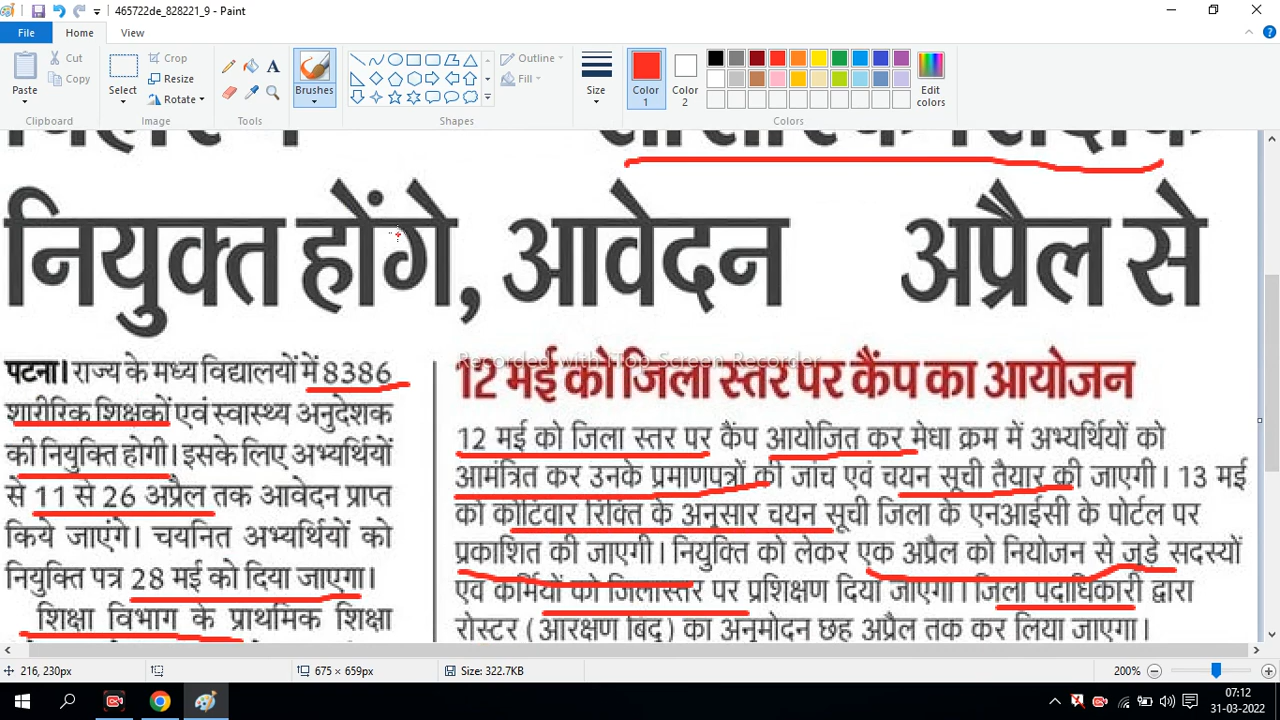 465722de_828221_9 - Paint
File Home View
Paste Cut Copy Clipboard
Select Crop Resize Rotate Image
A Tools
Brushes
Shapes Outline Fill
Size
Color 1 Color 2 Edit colors Colors
नियुक्त होंगे, आवेदन अप्रैल से
Recorded with iTop Screen Recorder
पटना। राज्य के मध्य विद्यालयों में 8386
शारीरिक शिक्षकों एवं स्वास्थ्य अनुदेशक
की नियुक्ति होगी। इसके लिए अभ्यर्थियों
से 11 से 26 अप्रैल तक आवेदन प्राप्त
किये जाएंगे। चयनित अभ्यर्थियों को
नियुक्ति पत्र 28 मई को दिया जाएगा।
शिक्षा विभाग के प्राथमिक शिक्षा
12 मई को जिला स्तर पर कैंप का आयोजन
12 मई को जिला स्तर पर कैंप आयोजित कर मेधा क्रम में अभ्यर्थियों को
आमंत्रित कर उनके प्रमाणपत्रों की जांच एवं चयन सूची तैयार की जाएगी। 13 मई
को कोटिवार रिक्ति के अनुसार चयन सूची जिला के एनआईसी के पोर्टल पर
प्रकाशित की जाएगी। नियुक्ति को लेकर एक अप्रैल को नियोजन से जुड़े सदस्यों
एवं कर्मियों को जिलास्तर पर प्रशिक्षण दिया जाएगा। जिला पदाधिकारी द्वारा
रोस्टर ( आरक्षण बिंदु ) का अनुमोदन छह अप्रैल तक कर लिया जाएगा।
216, 230px 675 × 659px Size: 322.7KB 200%
07:12
31-03-2022